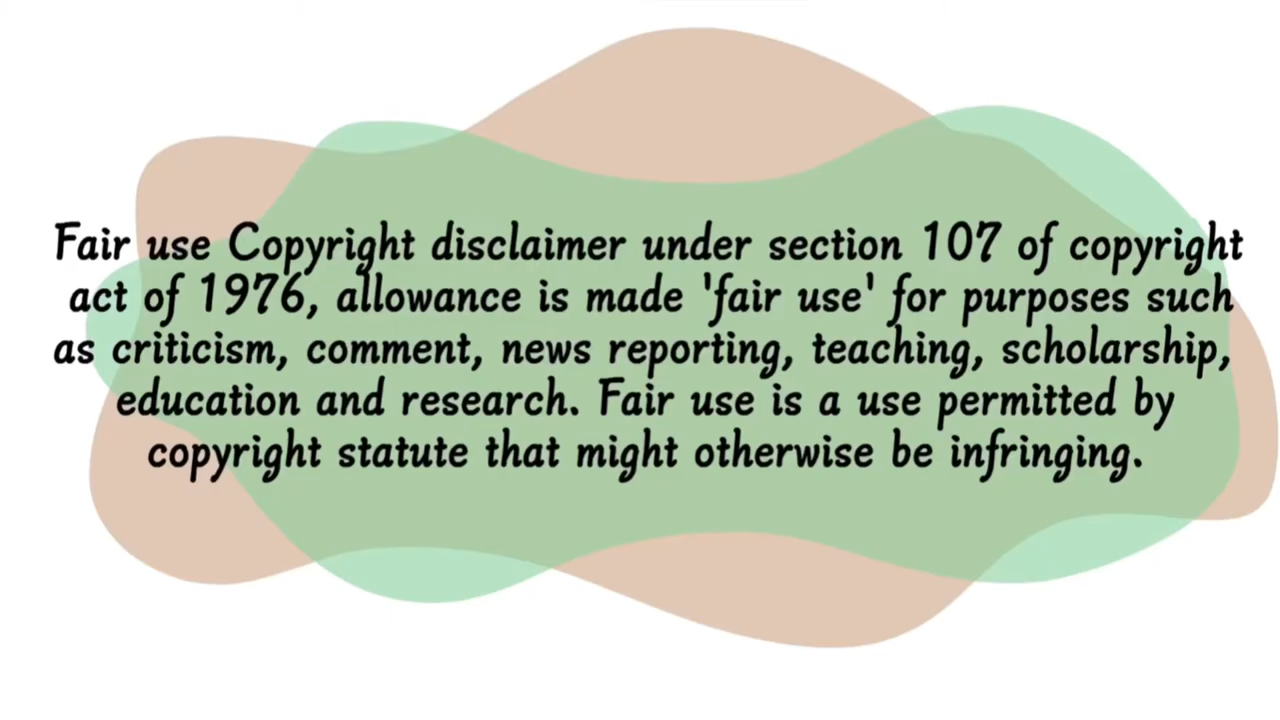 Fair use Copyright disclaimer under section 107 of copyright
act of 1976, allowance is made 'fair use' for purposes such
as criticism, comment, news reporting, teaching, scholarship,
education and research. Fair use is a use permitted by
copyright statute that might otherwise be infringing.